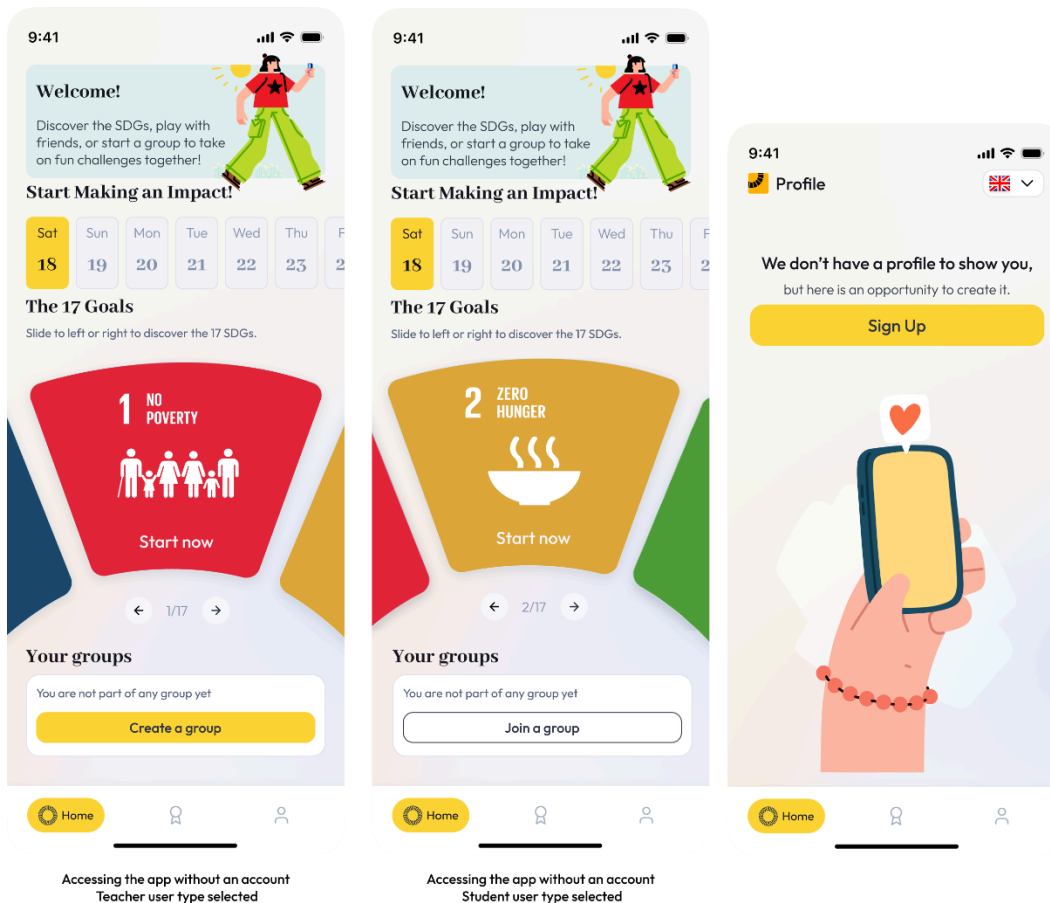 9:41
Welcome!
Discover the SDGs, play with
friends, or start a group to take
on fun challenges together!
Start Making an Impact!
Sat Sun Mon Tue Wed Thu F
18 19 20 21 22 23 2
The 17 Goals
Slide to left or right to discover the 17 SDGs.
1 NO
POVERTY
Start now
1/17
Your groups
You are not part of any group yet
Create a group
Home
Accessing the app without an account
Teacher user type selected
9:41
Welcome!
Discover the SDGs, play with
friends, or start a group to take
on fun challenges together!
Start Making an Impact!
Sat Sun Mon Tue Wed Thu F
18 19 20 21 22 23 2
The 17 Goals
Slide to left or right to discover the 17 SDGs.
2 ZERO
HUNGER
Start now
2/17
Your groups
You are not part of any group yet
Join a group
Home
Accessing the app without an account
Student user type selected
9:41
Profile
We don't have a profile to show you,
but here is an opportunity to create it.
Sign Up
Home